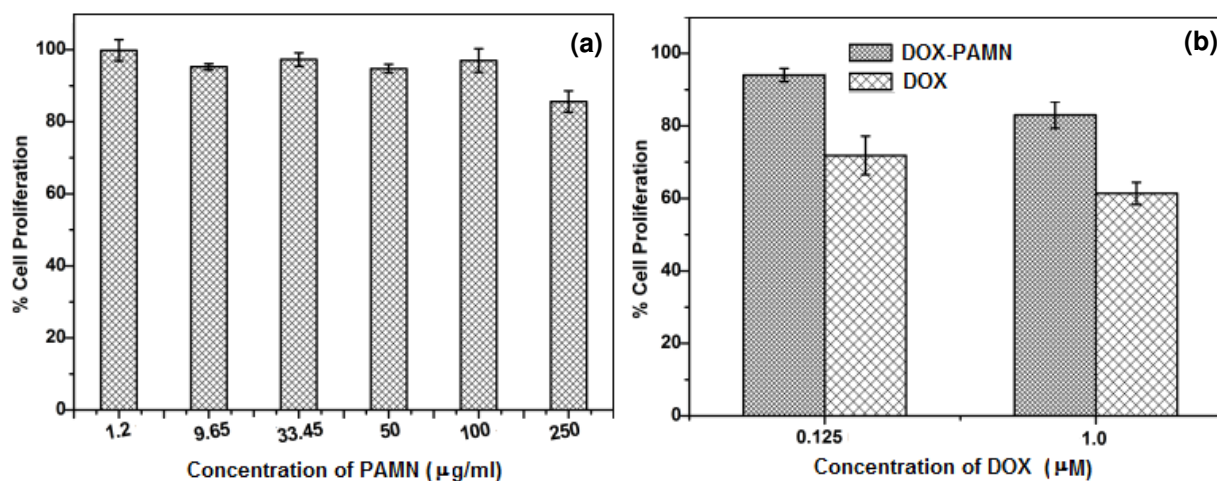 (a)
% Cell Proliferation
100
80
60
40
20
0
1.2 9.65 33.45 50 100 250
Concentration of PAMN (μg/ml)
(b)
DOX-PAMN
DOX
% Cell Proliferation
100
80
60
40
20
0
0.125 1.0
Concentration of DOX (μM)